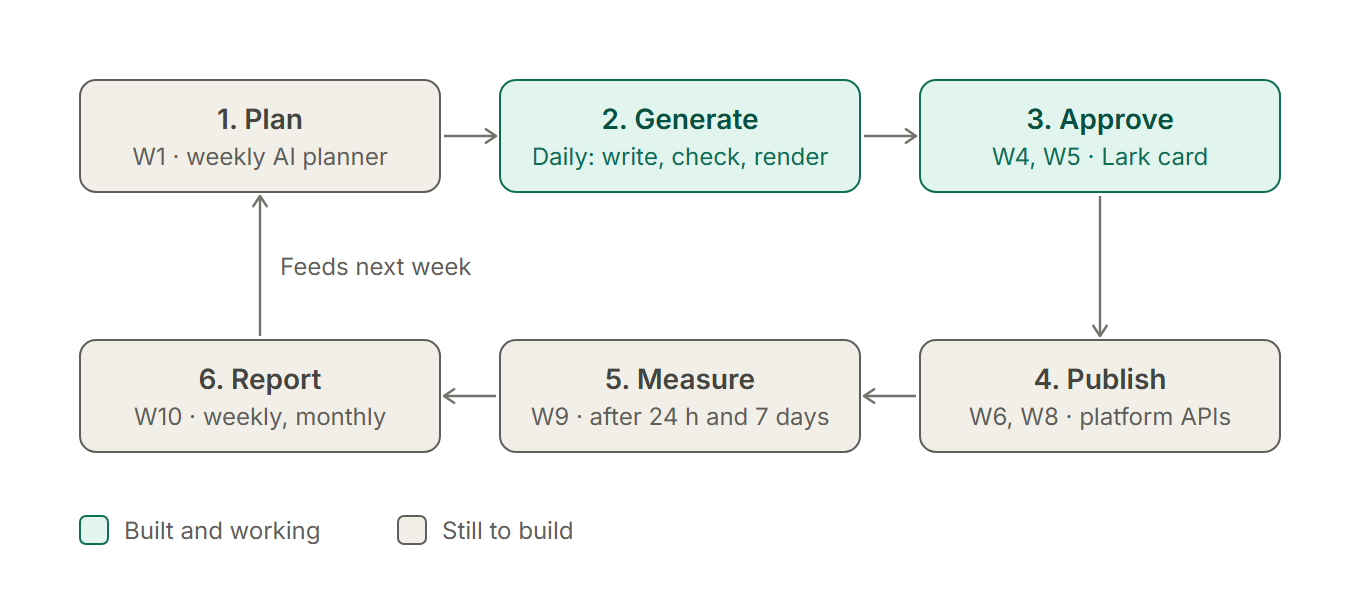 1. Plan
W1 · weekly AI planner
2. Generate
Daily: write, check, render
3. Approve
W4, W5 · Lark card
Feeds next week
6. Report
W10 · weekly, monthly
5. Measure
W9 · after 24 h and 7 days
4. Publish
W6, W8 · platform APIs
Built and working
Still to build